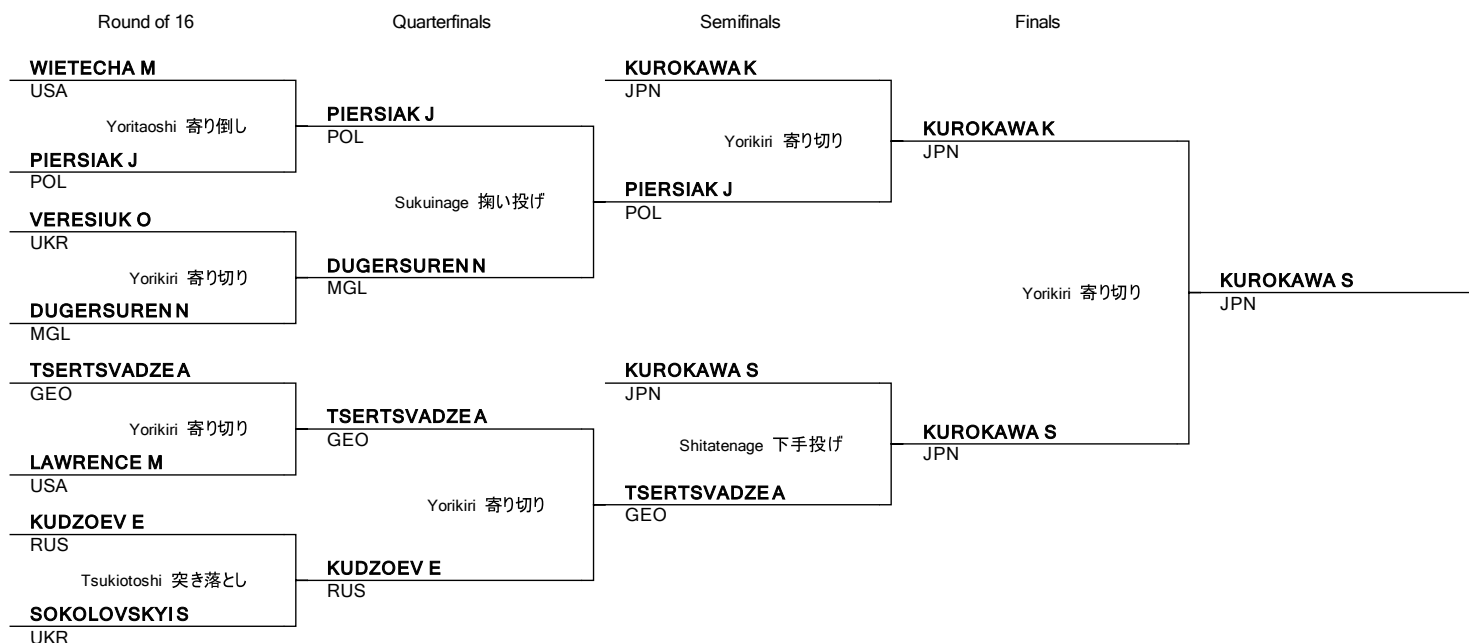 Round of 16
Quarterfinals
Semifinals
Finals
WIETECHA M
USA
Yoritaoshi 寄り倒し
PIERSIAK J
POL
VERESIUK O
UKR
Yorikiri 寄り切り
DUGERSUREN N
MGL
TSERTSVADZE A
GEO
Yorikiri 寄り切り
LAWRENCE M
USA
KUDZOEV E
RUS
Tsukiotoshi 突き落とし
SOKOLOVSKYI S
UKR
PIERSIAK J
POL
Sukuinage 掬い投げ
DUGERSUREN N
MGL
TSERTSVADZE A
GEO
Yorikiri 寄り切り
KUDZOEV E
RUS
KUROKAWA K
JPN
Yorikiri 寄り切り
PIERSIAK J
POL
KUROKAWA S
JPN
Shitatenage 下手投げ
TSERTSVADZE A
GEO
KUROKAWA K
JPN
Yorikiri 寄り切り
KUROKAWA S
JPN
KUROKAWA S
JPN